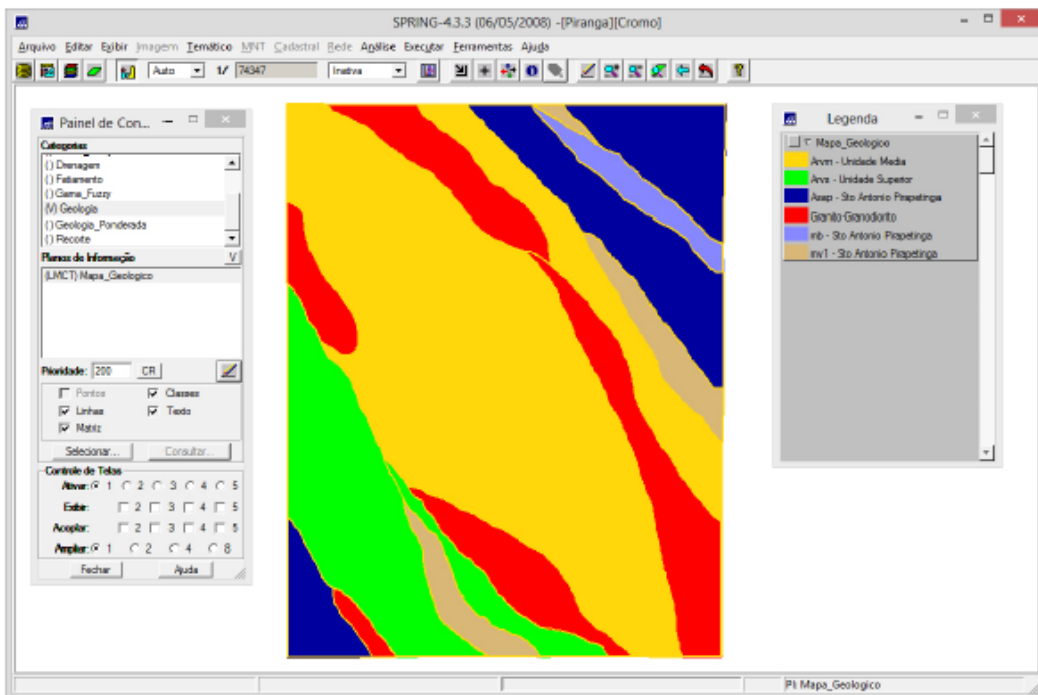 SPRING-4.3.3 (06/05/2008) -[Piranga][Cromo]
Arquivo Editar Exibir Imagem Temático MNT Cadastral Rede Análise Executar Ferramentas Ajuda
Auto 1/ 74347 Inativa
Painel de Con...
Categorias
() Drenagem
() Fatiamento
() Gama_Fuzzy
(V) Geologia
() Geologia_Ponderada
() Recorte
Planos de Informação V
(LMCT) Mapa_Geologico
Prioridade: 200 CR
Pontos Classes
Linhas Texto
Matriz
Selecionar... Consultar...
Controle de Telas
Ativar: 1 2 3 4 5
Exibir: 2 3 4 5
Acoplar: 2 3 4 5
Ampliar: 1 2 4 8
Fechar Ajuda
Legenda
Mapa_Geologico
Arvm - Unidade Media
Arvs - Unidade Superior
Asap - Sto Antonio Pirapetinga
Granito-Granodiorito
mb - Sto Antonio Pirapetinga
mv1 - Sto Antonio Pirapetinga
PI: Mapa_Geologico